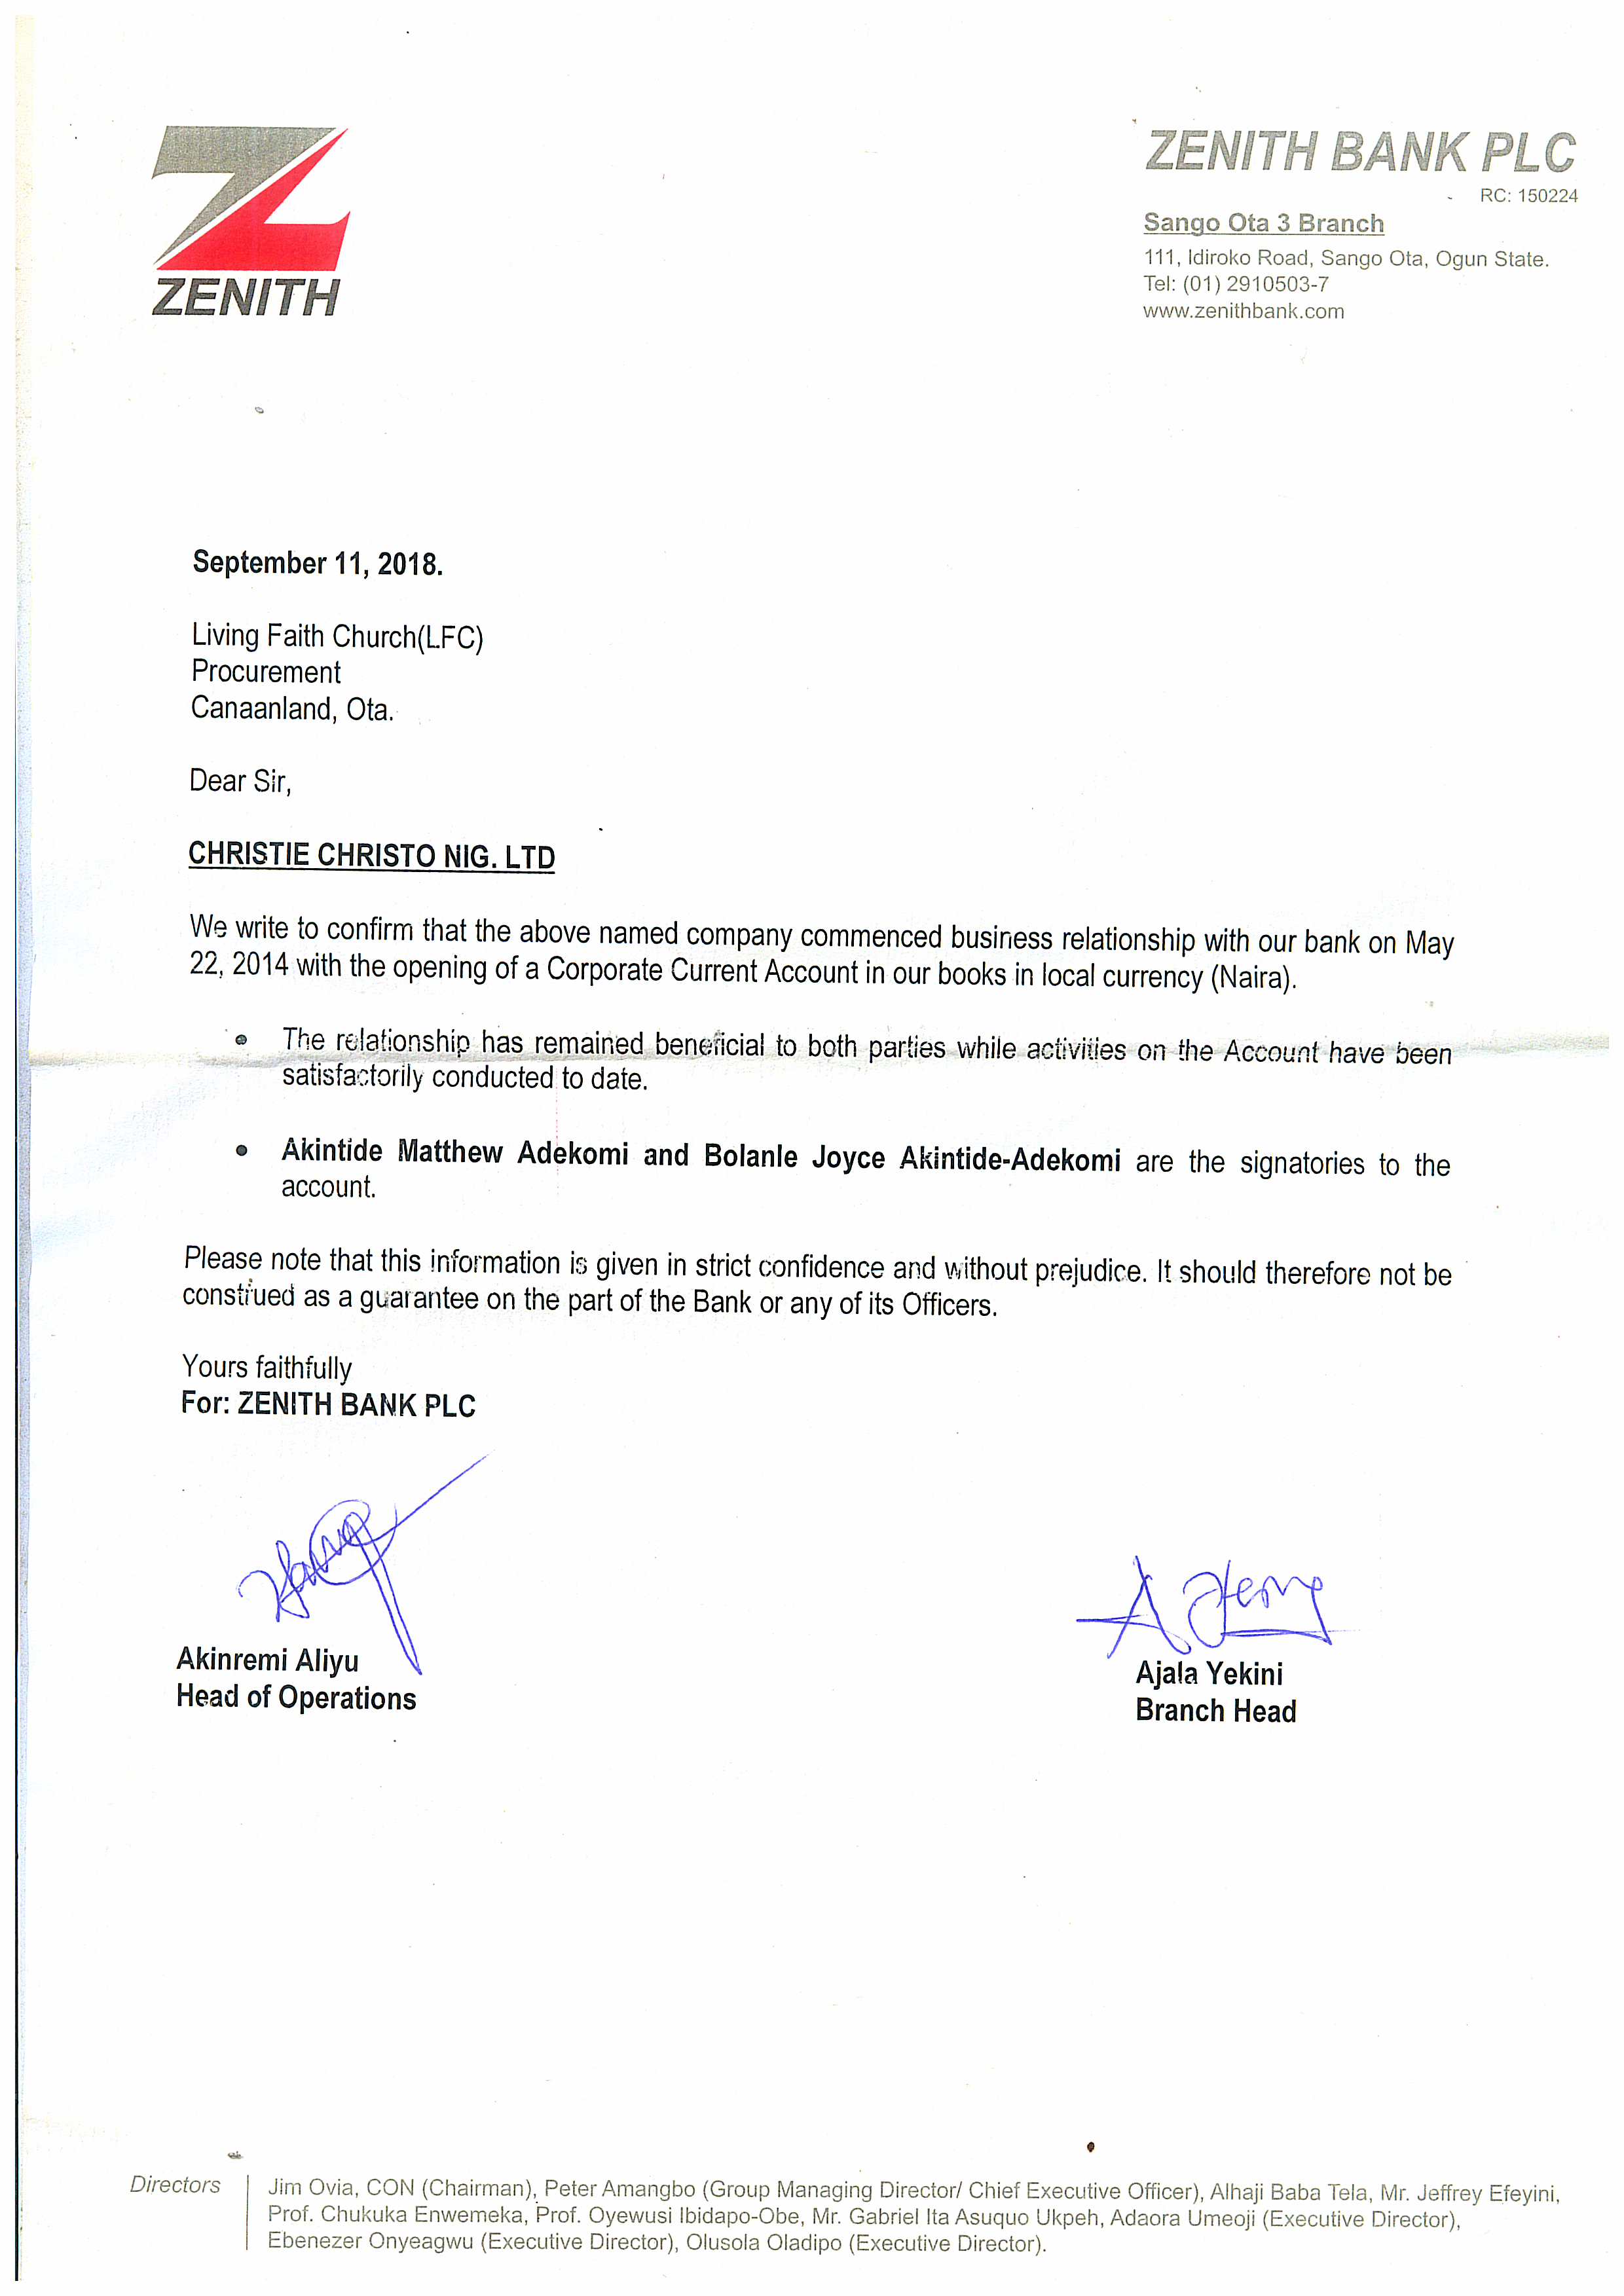 ZENITH
ZENITH BANK PLC
RC: 150224
Sango Ota 3 Branch
111, Idiroko Road, Sango Ota, Ogun State.
Tel: (01) 2910503-7
www.zenithbank.com
September 11, 2018.
Living Faith Church(LFC)
Procurement
Canaanland, Ota.
Dear Sir,
CHRISTIE CHRISTO NIG. LTD
We write to confirm that the above named company commenced business relationship with our bank on May
22, 2014 with the opening of a Corporate Current Account in our books in local currency (Naira).
• The relationship has remained beneficial to both parties while activities on the Account have been
satisfactorily conducted to date.
• Akintide Matthew Adekomi and Bolanle Joyce Akintide-Adekomi are the signatories to the
account.
Please note that this information is given in strict confidence and without prejudice. It should therefore not be
construed as a guarantee on the part of the Bank or any of its Officers.
Yours faithfully
For: ZENITH BANK PLC
Akinremi Aliyu
Head of Operations
Ajala Yekini
Branch Head
Directors
Jim Ovia, CON (Chairman), Peter Amangbo (Group Managing Director/ Chief Executive Officer), Alhaji Baba Tela, Mr. Jeffrey Efeyini,
Prof. Chukuka Enwemeka, Prof. Oyewusi Ibidapo-Obe, Mr. Gabriel Ita Asuquo Ukpeh, Adaora Umeoji (Executive Director),
Ebenezer Onyeagwu (Executive Director), Olusola Oladipo (Executive Director).